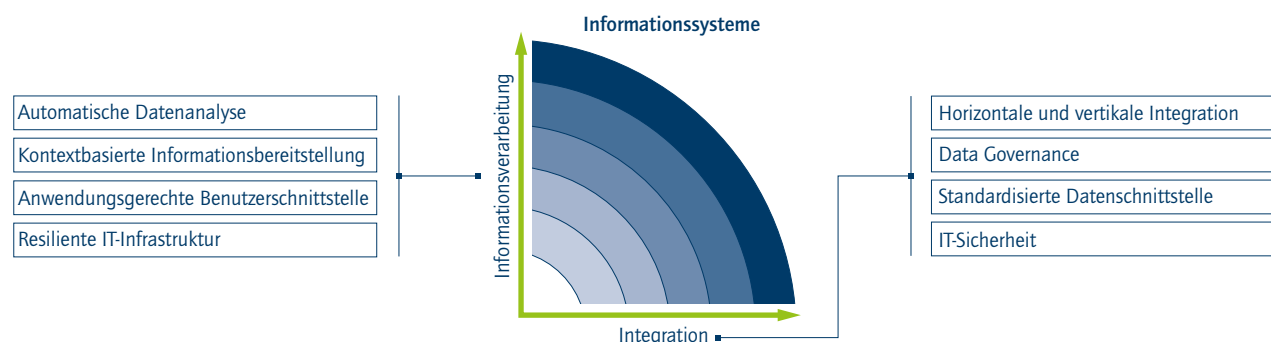 Informationssysteme
Automatische Datenanalyse
Kontextbasierte Informationsbereitstellung
Anwendungsgerechte Benutzerschnittstelle
Resiliente IT-Infrastruktur
Informationsverarbeitung
Integration
Horizontale und vertikale Integration
Data Governance
Standardisierte Datenschnittstelle
IT-Sicherheit